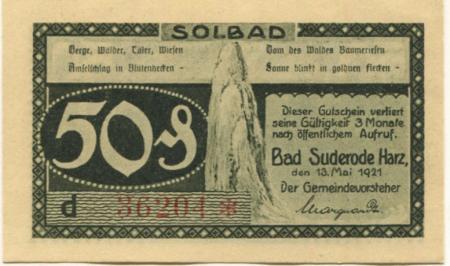 SOLBAD
Berge, Wälder, Täler, Wiesen
Amselschlag in Blütenhecken -
Dom des Waldes Baumriesen
Sonne blinkt in goldnen Flecken -
50 ₰
Dieser Gutschein verliert
seine Gültigkeit 3 Monate
nach öffentlichem Aufruf.
Bad Suderode Harz,
den 13. Mai 1921
Der Gemeindevorsteher
d 36204 *